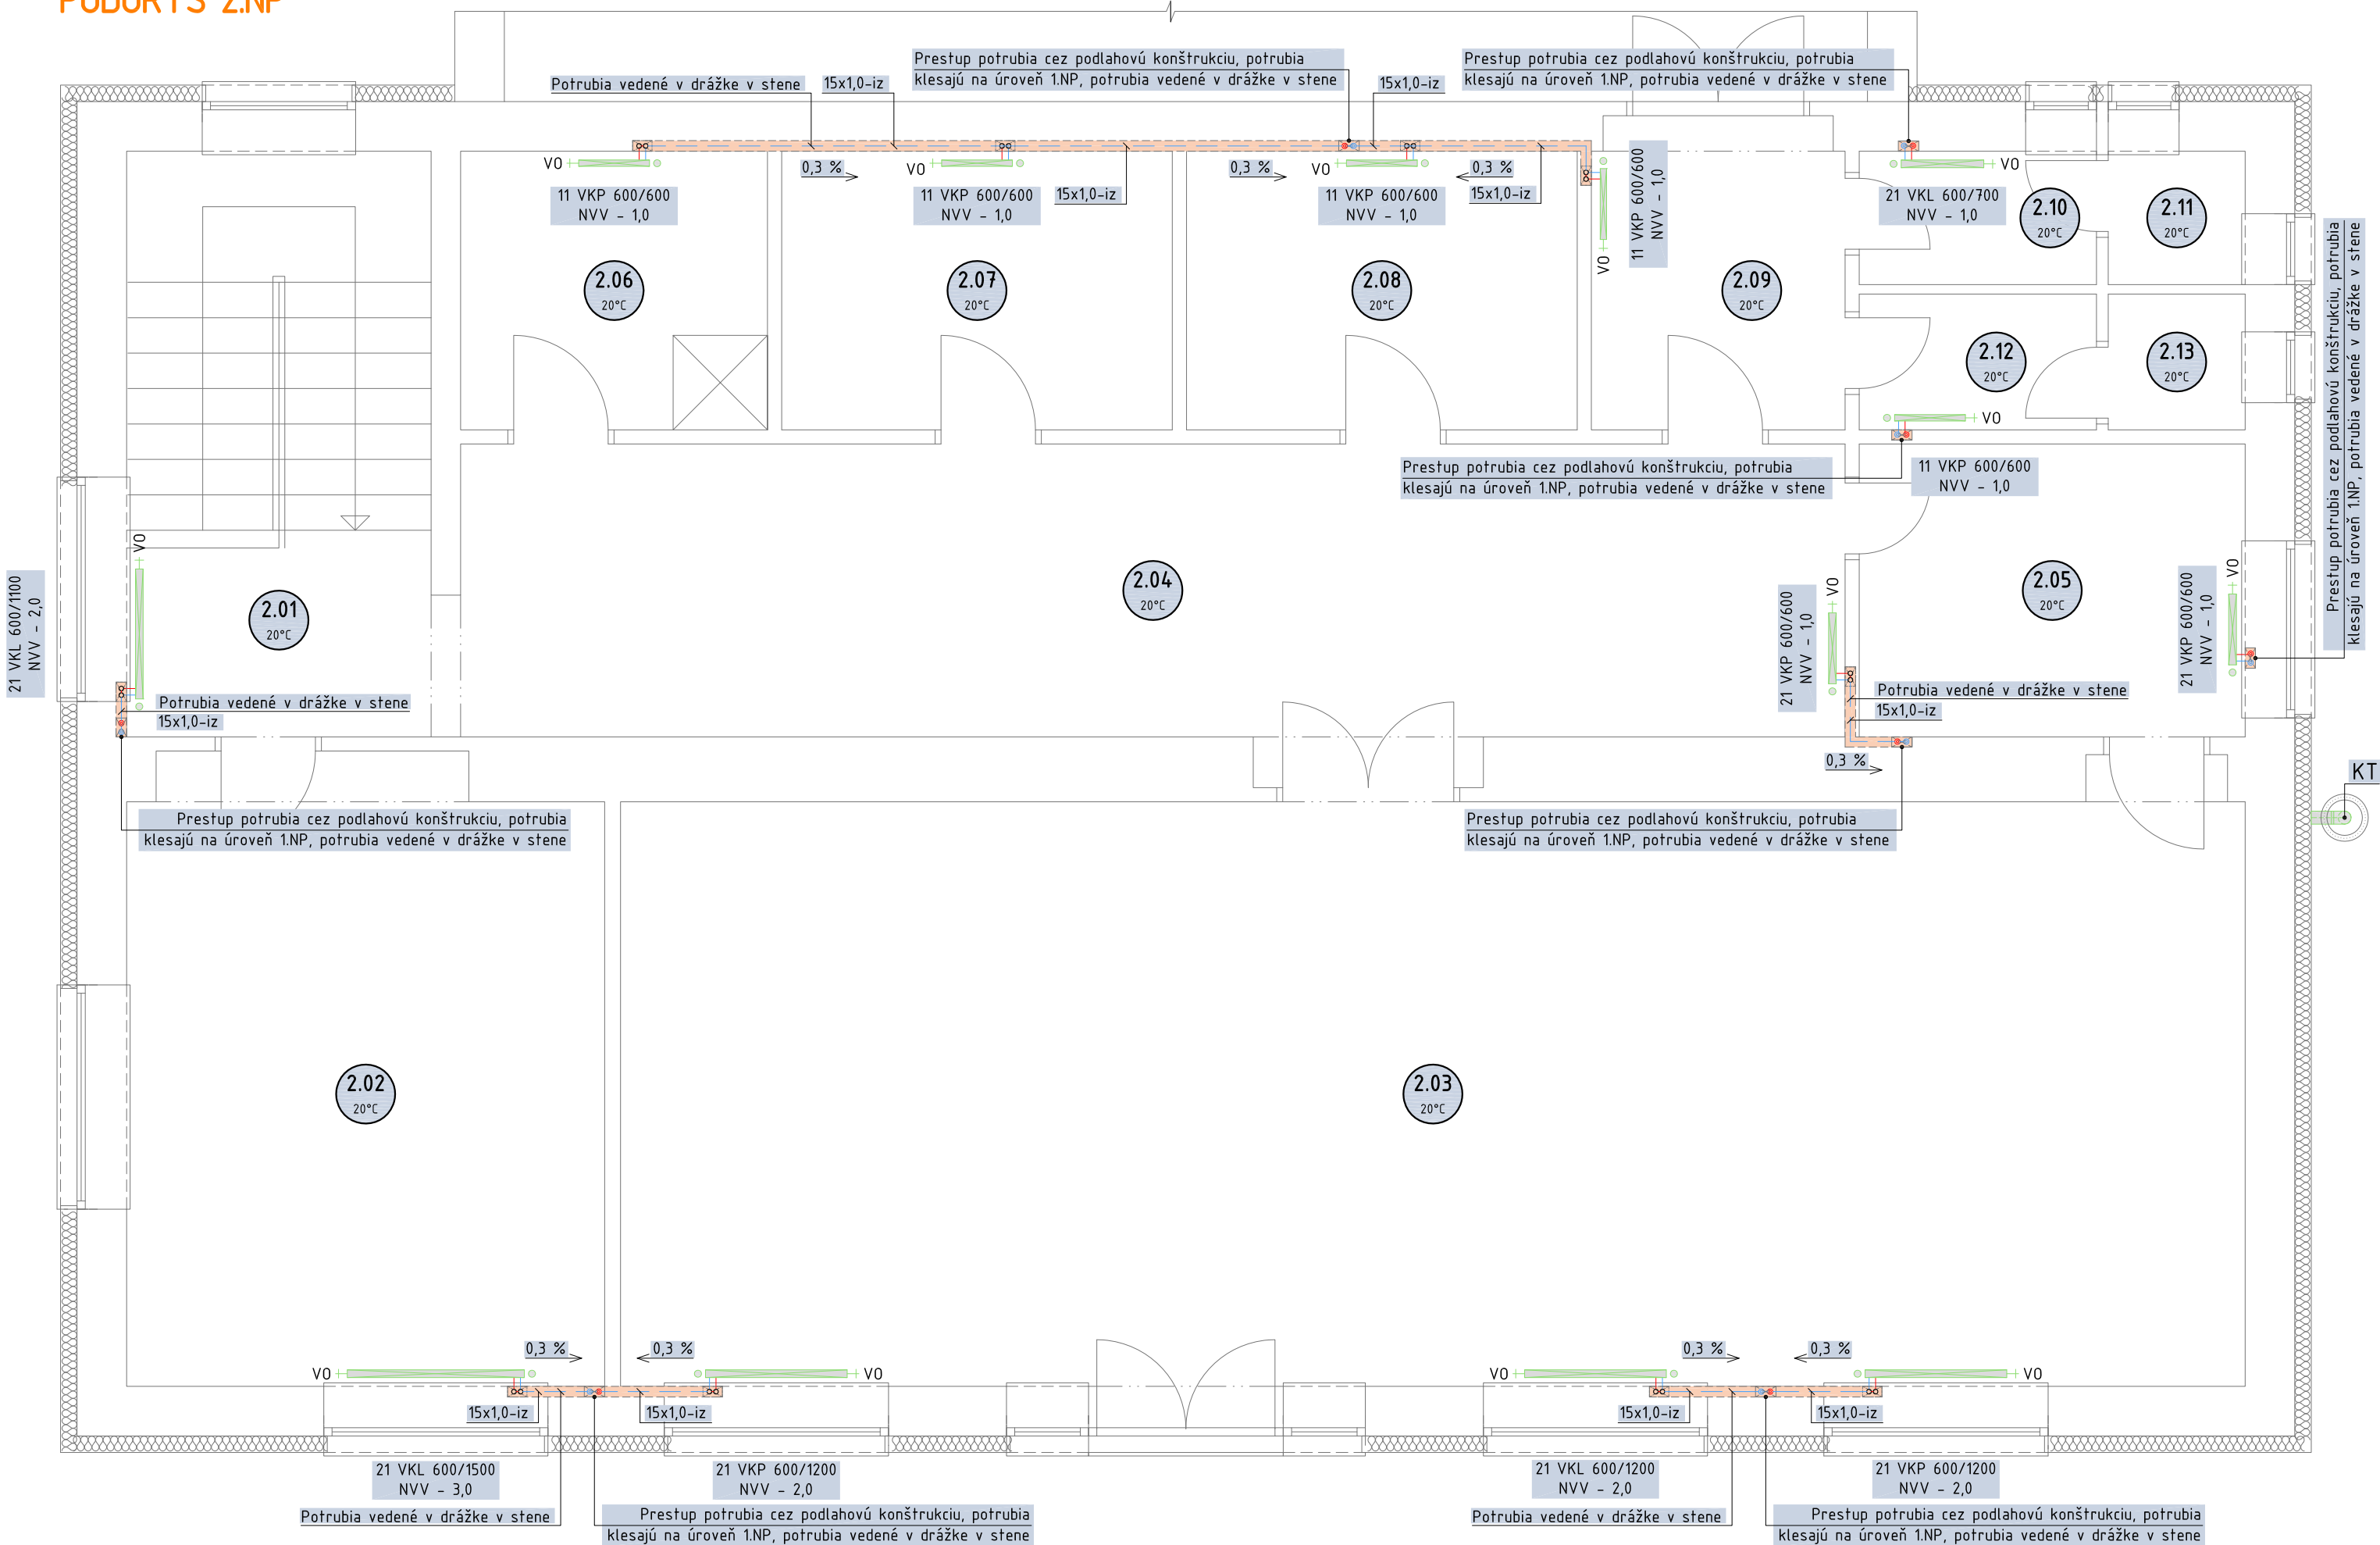 PÔDORYS 2.NP
Potrubia vedené v drážke v stene
15x1,0-iz
Prestup potrubia cez podlahovú konštrukciu, potrubia
klesajú na úroveň 1.NP, potrubia vedené v drážke v stene
15x1,0-iz
Prestup potrubia cez podlahovú konštrukciu, potrubia
klesajú na úroveň 1.NP, potrubia vedené v drážke v stene
VO
11 VKP 600/600
NVV - 1,0
0,3 %
VO
11 VKP 600/600
NVV - 1,0
15x1,0-iz
0,3 %
VO
11 VKP 600/600
NVV - 1,0
0,3 %
15x1,0-iz
11 VKP 600/600
NVV - 1,0
VO
VO
21 VKL 600/700
NVV - 1,0
2.10
20°C
2.11
20°C
Prestup potrubia cez podlahovú konštrukciu, potrubia
klesajú na úroveň 1.NP, potrubia vedené v drážke v stene
2.06
20°C
2.07
20°C
2.08
20°C
2.09
20°C
2.12
20°C
2.13
20°C
VO
Prestup potrubia cez podlahovú konštrukciu, potrubia
klesajú na úroveň 1.NP, potrubia vedené v drážke v stene
11 VKP 600/600
NVV - 1,0
21 VKL 600/1100
NVV - 2,0
VO
2.01
20°C
2.04
20°C
21 VKP 600/600
NVV - 1,0
VO
2.05
20°C
21 VKP 600/600
NVV - 1,0
VO
Potrubia vedené v drážke v stene
15x1,0-iz
Potrubia vedené v drážke v stene
15x1,0-iz
0,3 %
KT
Prestup potrubia cez podlahovú konštrukciu, potrubia
klesajú na úroveň 1.NP, potrubia vedené v drážke v stene
Prestup potrubia cez podlahovú konštrukciu, potrubia
klesajú na úroveň 1.NP, potrubia vedené v drážke v stene
2.02
20°C
2.03
20°C
0,3 %
0,3 %
0,3 %
0,3 %
VO
VO
VO
VO
15x1,0-iz
15x1,0-iz
15x1,0-iz
15x1,0-iz
21 VKL 600/1500
NVV - 3,0
21 VKP 600/1200
NVV - 2,0
21 VKL 600/1200
NVV - 2,0
21 VKP 600/1200
NVV - 2,0
Potrubia vedené v drážke v stene
Prestup potrubia cez podlahovú konštrukciu, potrubia
klesajú na úroveň 1.NP, potrubia vedené v drážke v stene
Potrubia vedené v drážke v stene
Prestup potrubia cez podlahovú konštrukciu, potrubia
klesajú na úroveň 1.NP, potrubia vedené v drážke v stene